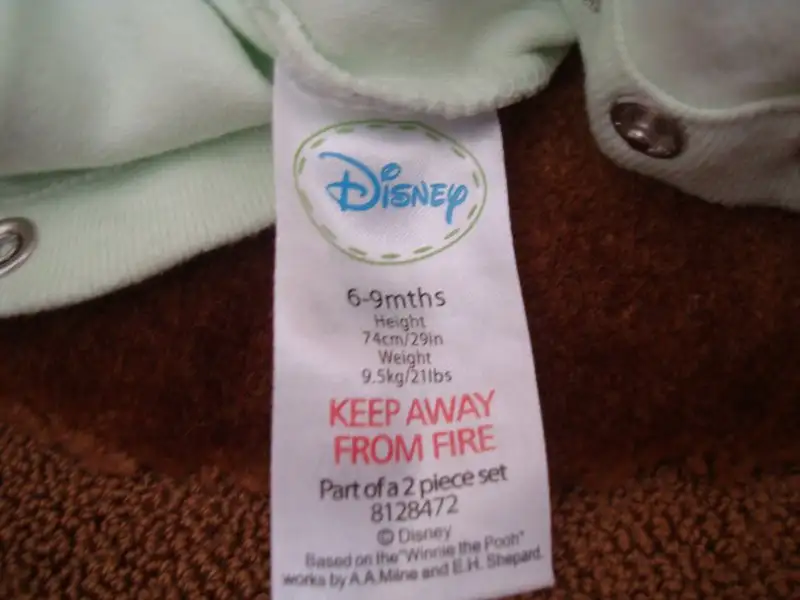 Disney
6-9mths
Height
74cm/29in
Weight
9.5kg/21lbs
KEEP AWAY
FROM FIRE
Part of a 2 piece set
8128472
© Disney
Based on the "Winnie the Pooh"
works by A.A.Milne and E.H. Shepard.